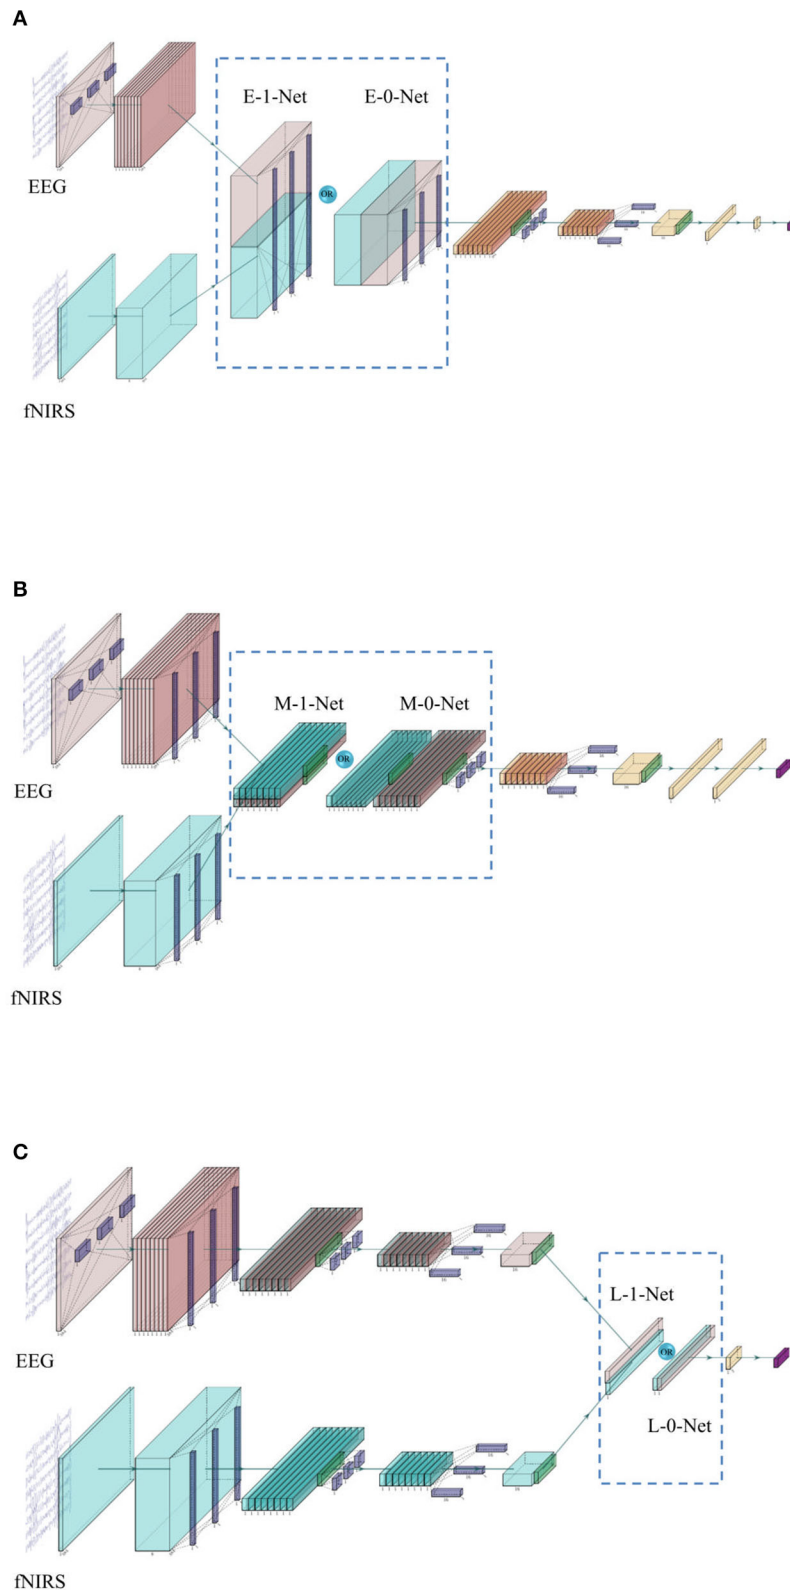 A
E-1-Net
E-0-Net
OR
EEG
fNIRS
B
M-1-Net
M-0-Net
OR
EEG
fNIRS
C
L-1-Net
OR
EEG
L-0-Net
fNIRS